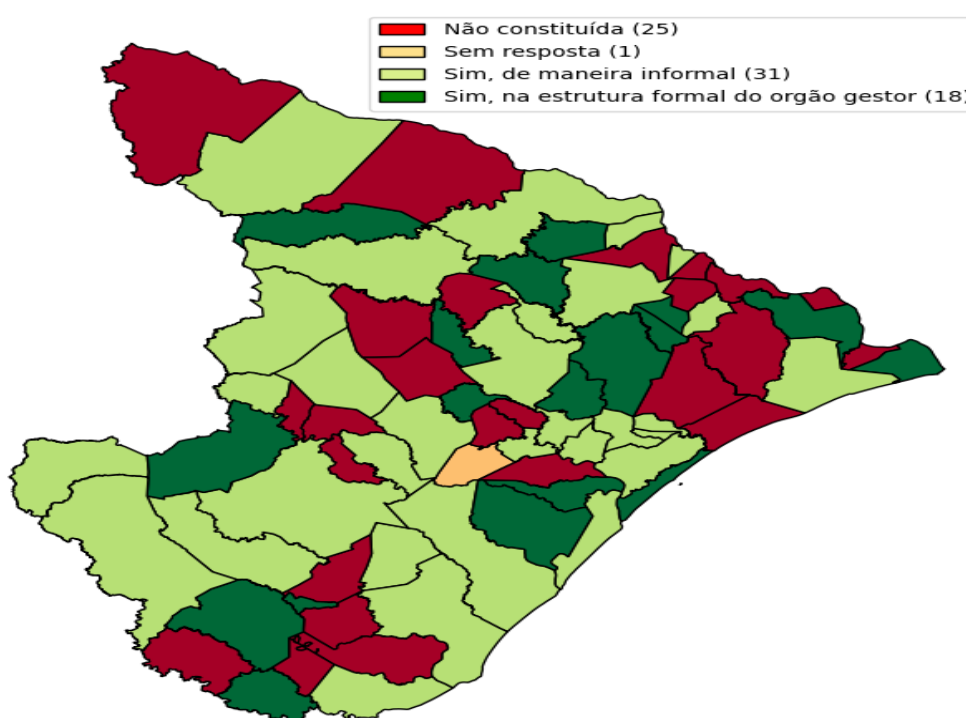 Não constituída (25)
Sem resposta (1)
Sim, de maneira informal (31)
Sim, na estrutura formal do orgão gestor (18)